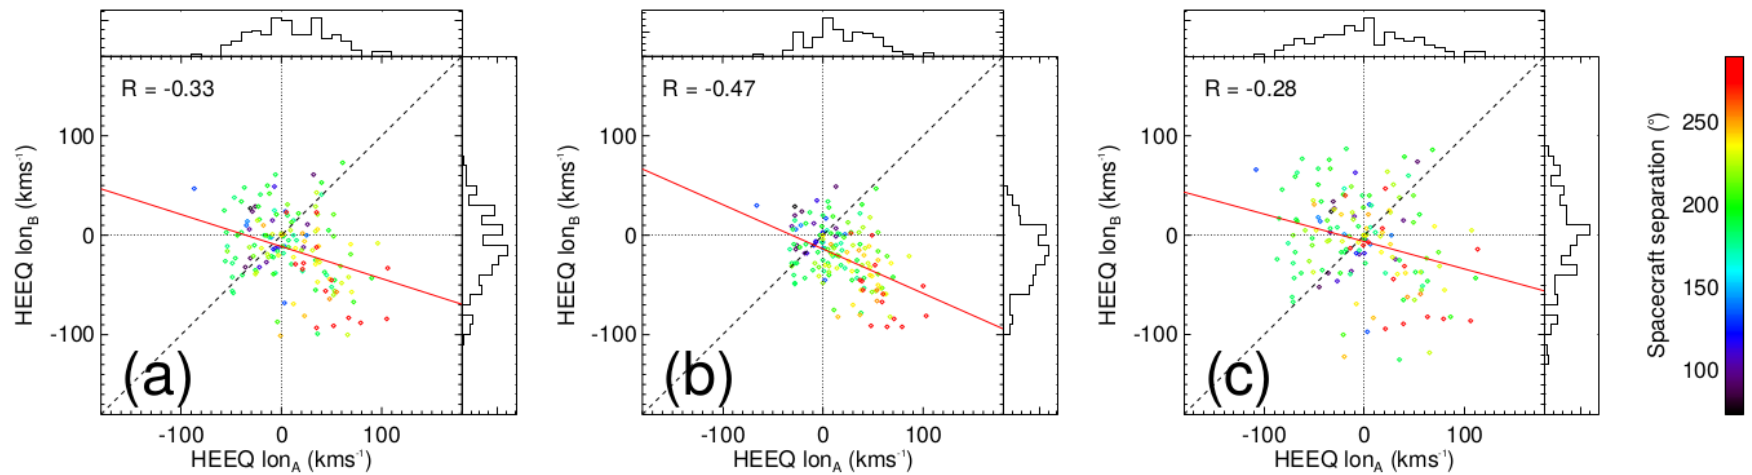 R = -0.33
100
0
-100
HEEQ lon_B (kms⁻¹)
(a)
-100 0 100
HEEQ lon_A (kms⁻¹)
R = -0.47
100
0
-100
HEEQ lon_B (kms⁻¹)
(b)
-100 0 100
HEEQ lon_A (kms⁻¹)
R = -0.28
100
0
-100
HEEQ lon_B (kms⁻¹)
(c)
-100 0 100
HEEQ lon_A (kms⁻¹)
Spacecraft separation (°)
250
200
150
100